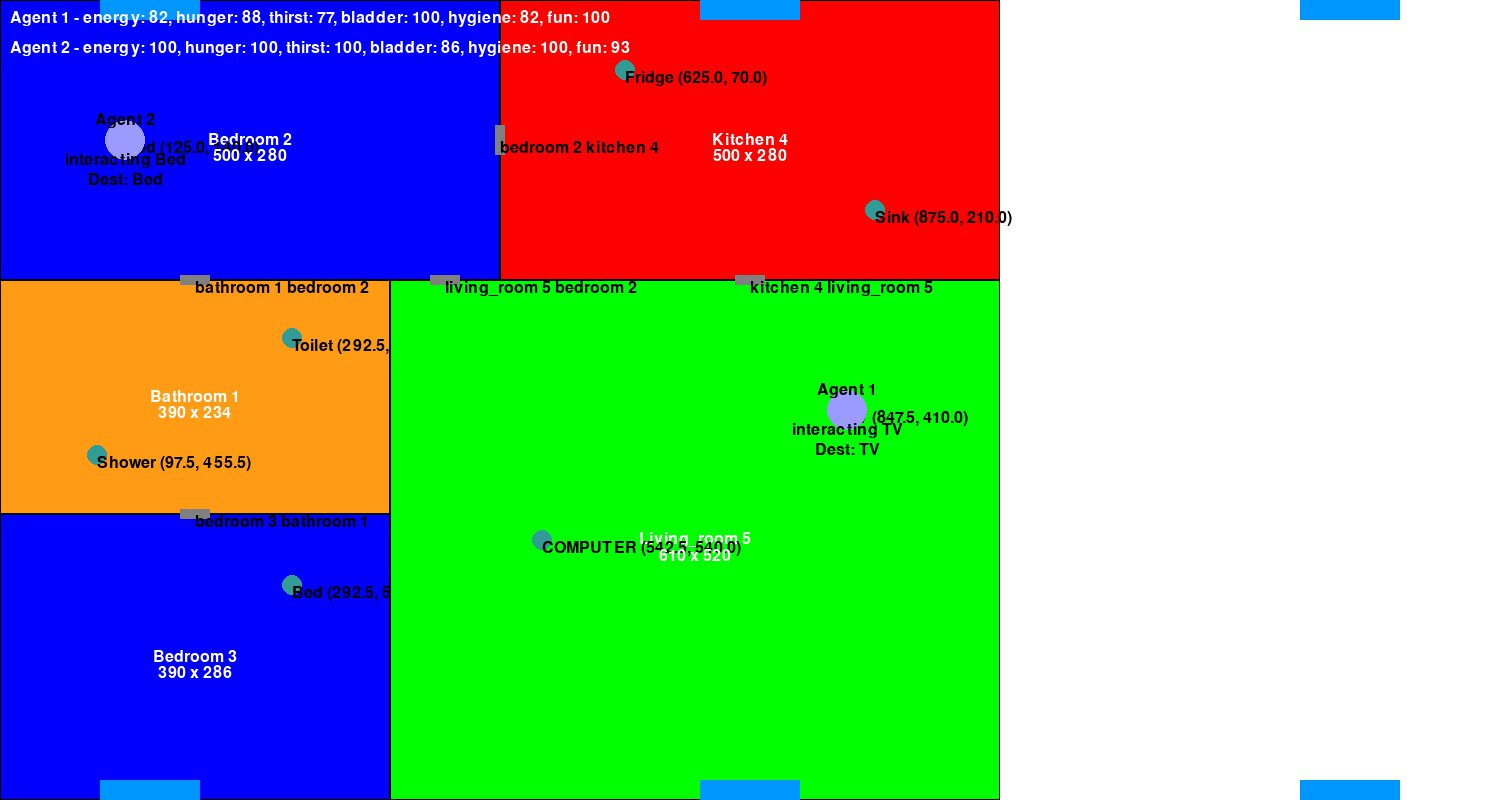 Agent 1 - energy: 82, hunger: 88, thirst: 77, bladder: 100, hygiene: 82, fun: 100
Agent 2 - energy: 100, hunger: 100, thirst: 100, bladder: 86, hygiene: 100, fun: 93
Fridge (625.0, 70.0)
Agent 2
Bedroom 2
500 x 280
interacting Bed
Dest: Bed
bedroom 2 kitchen 4
Kitchen 4
500 x 280
Sink (875.0, 210.0)
bathroom 1 bedroom 2
living_room 5 bedroom 2
kitchen 4 living_room 5
Toilet (292.5,
Bathroom 1
390 x 234
Agent 1
(847.5, 410.0)
interacting TV
Dest: TV
Shower (97.5, 455.5)
bedroom 3 bathroom 1
COMPUTER (542.5, 540.0)
Living_room 5
610 x 520
Bed (292.5, 5
Bedroom 3
390 x 286